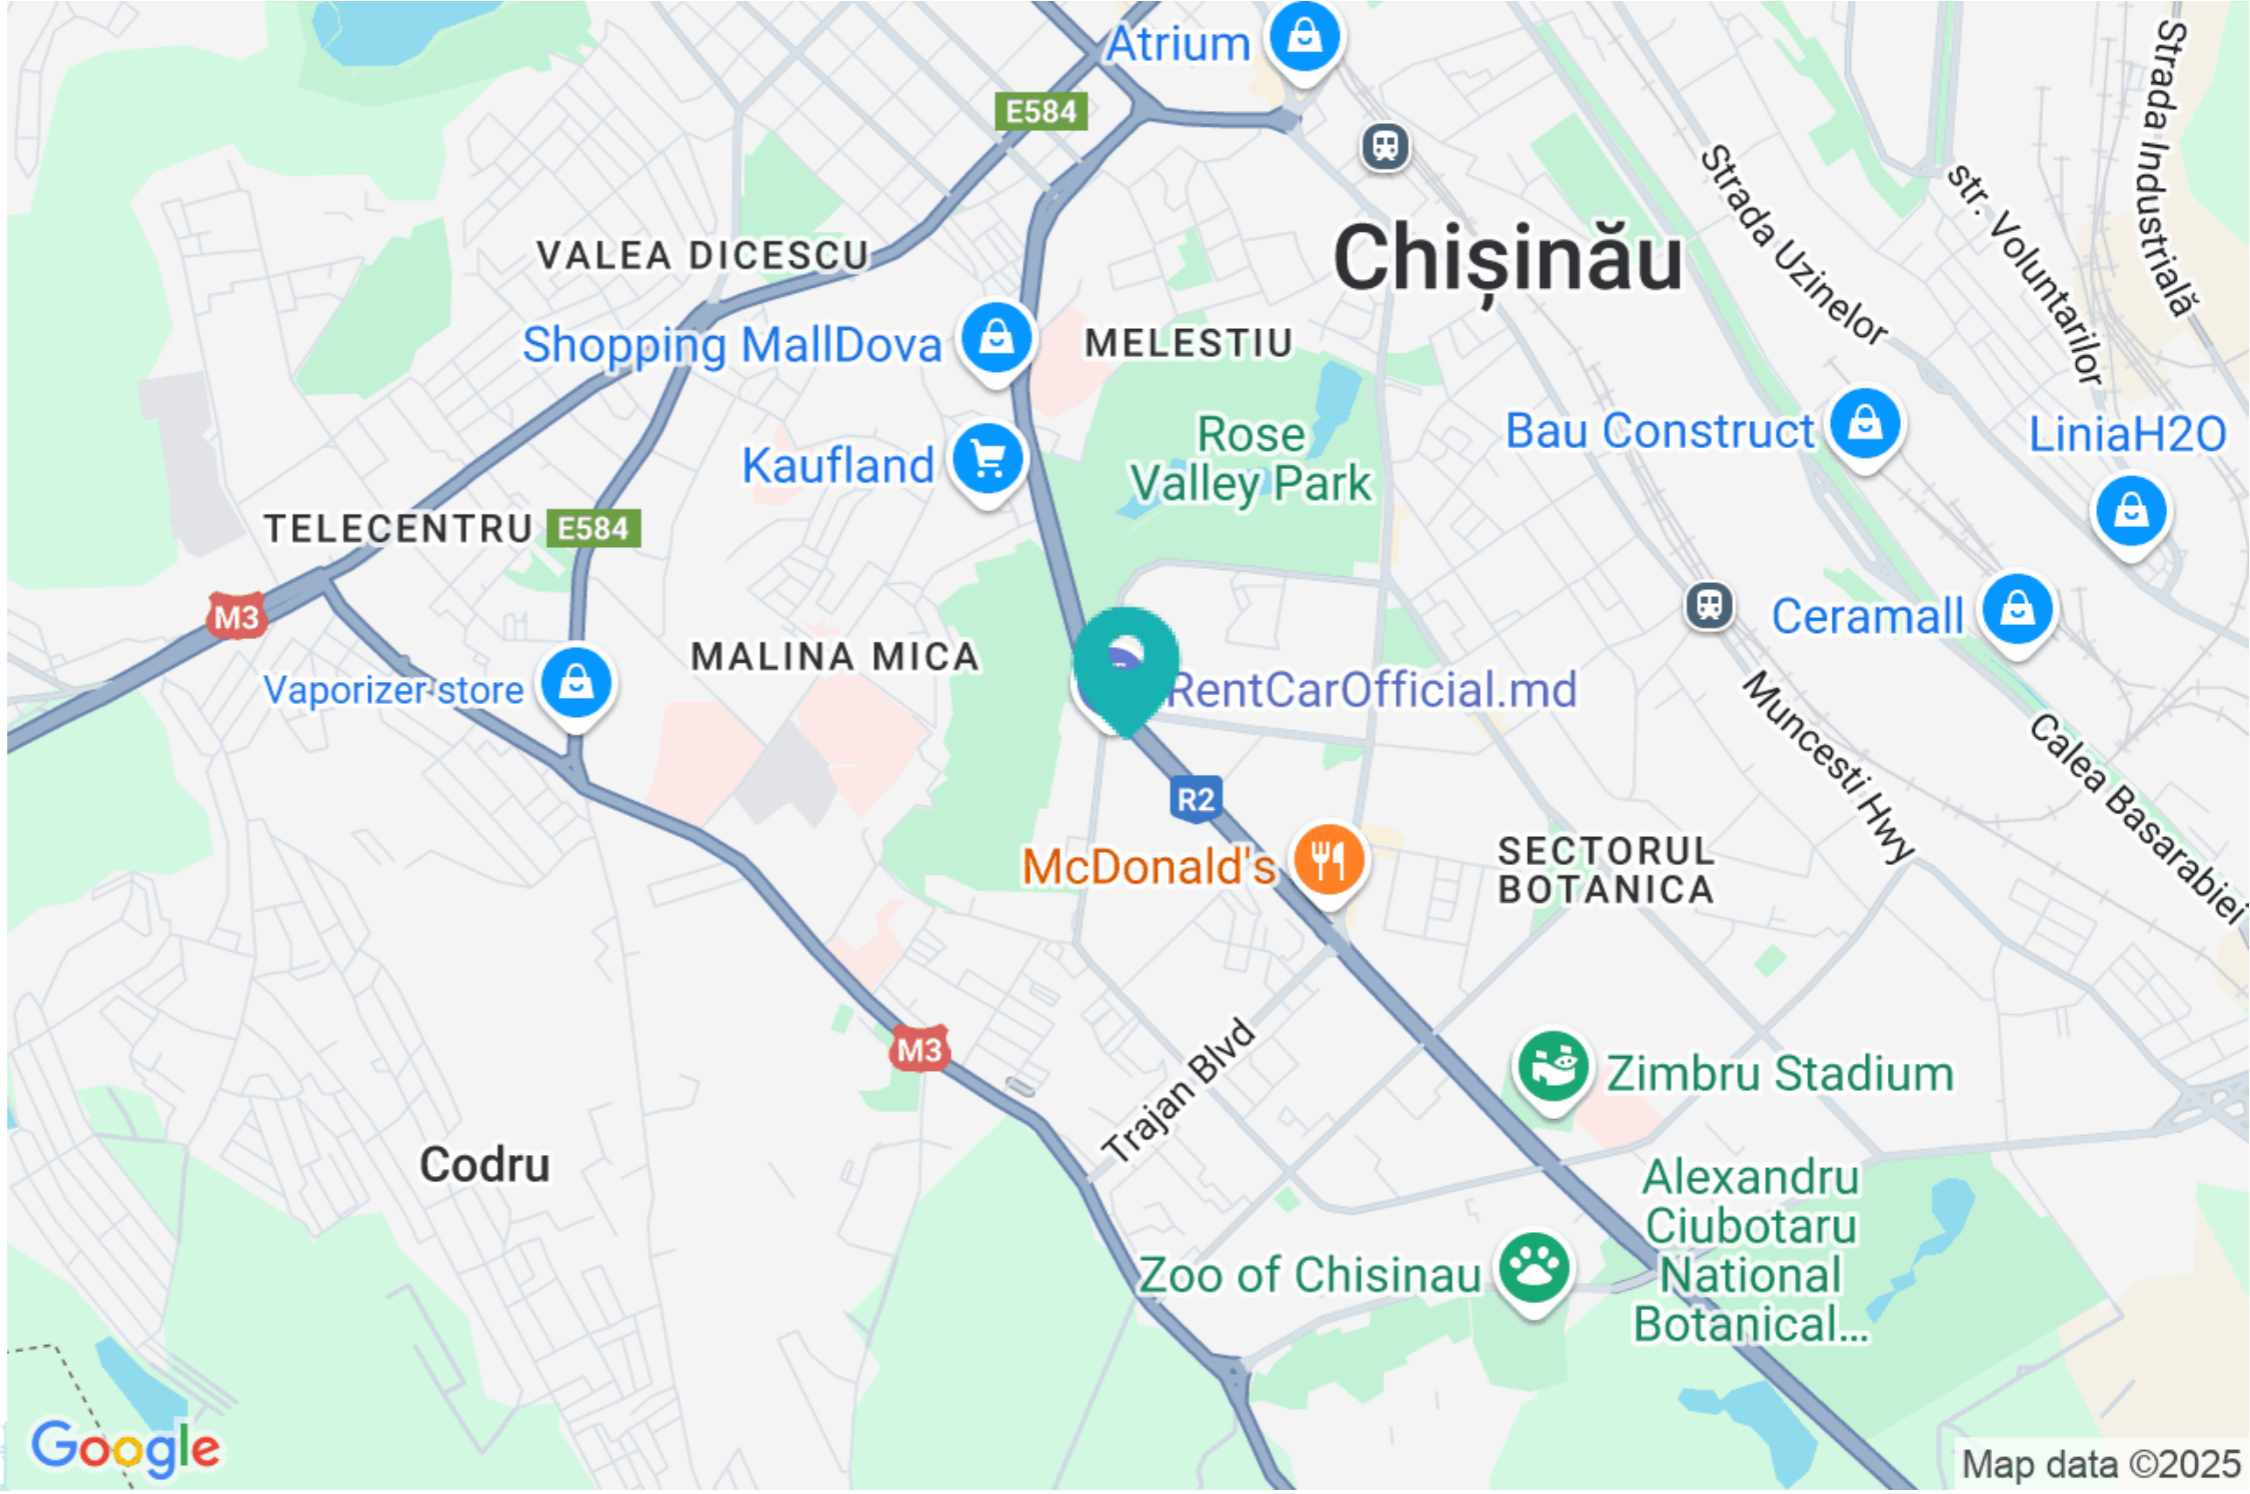 Atrium
E584
Strada Industrială
Strada Uzinelor
str. Voluntarilor
VALEA DICESCU
Chișinău
Shopping MallDova
MELESTIU
Rose
Valley Park
Kaufland
Bau Construct
LiniaH2O
TELECENTRU
E584
M3
Ceramall
MALINA MICA
Vaporizer store
RentCarOfficial.md
Muncesti Hwy
Calea Basarabiei
R2
McDonald's
SECTORUL
BOTANICA
M3
Trajan Blvd
Zimbru Stadium
Codru
Alexandru
Ciubotaru
National
Botanical...
Zoo of Chisinau
Google
Map data ©2025